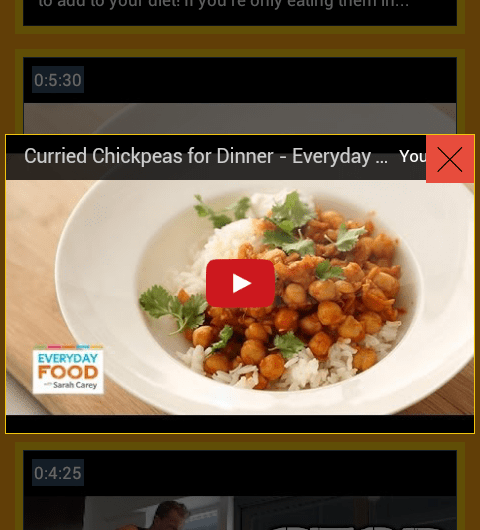 to add to your diet! If you're only eating them in...
0:5:30
Curried Chickpeas for Dinner - Everyday ... You
EVERYDAY
FOOD
with Sarah Carey
0:4:25